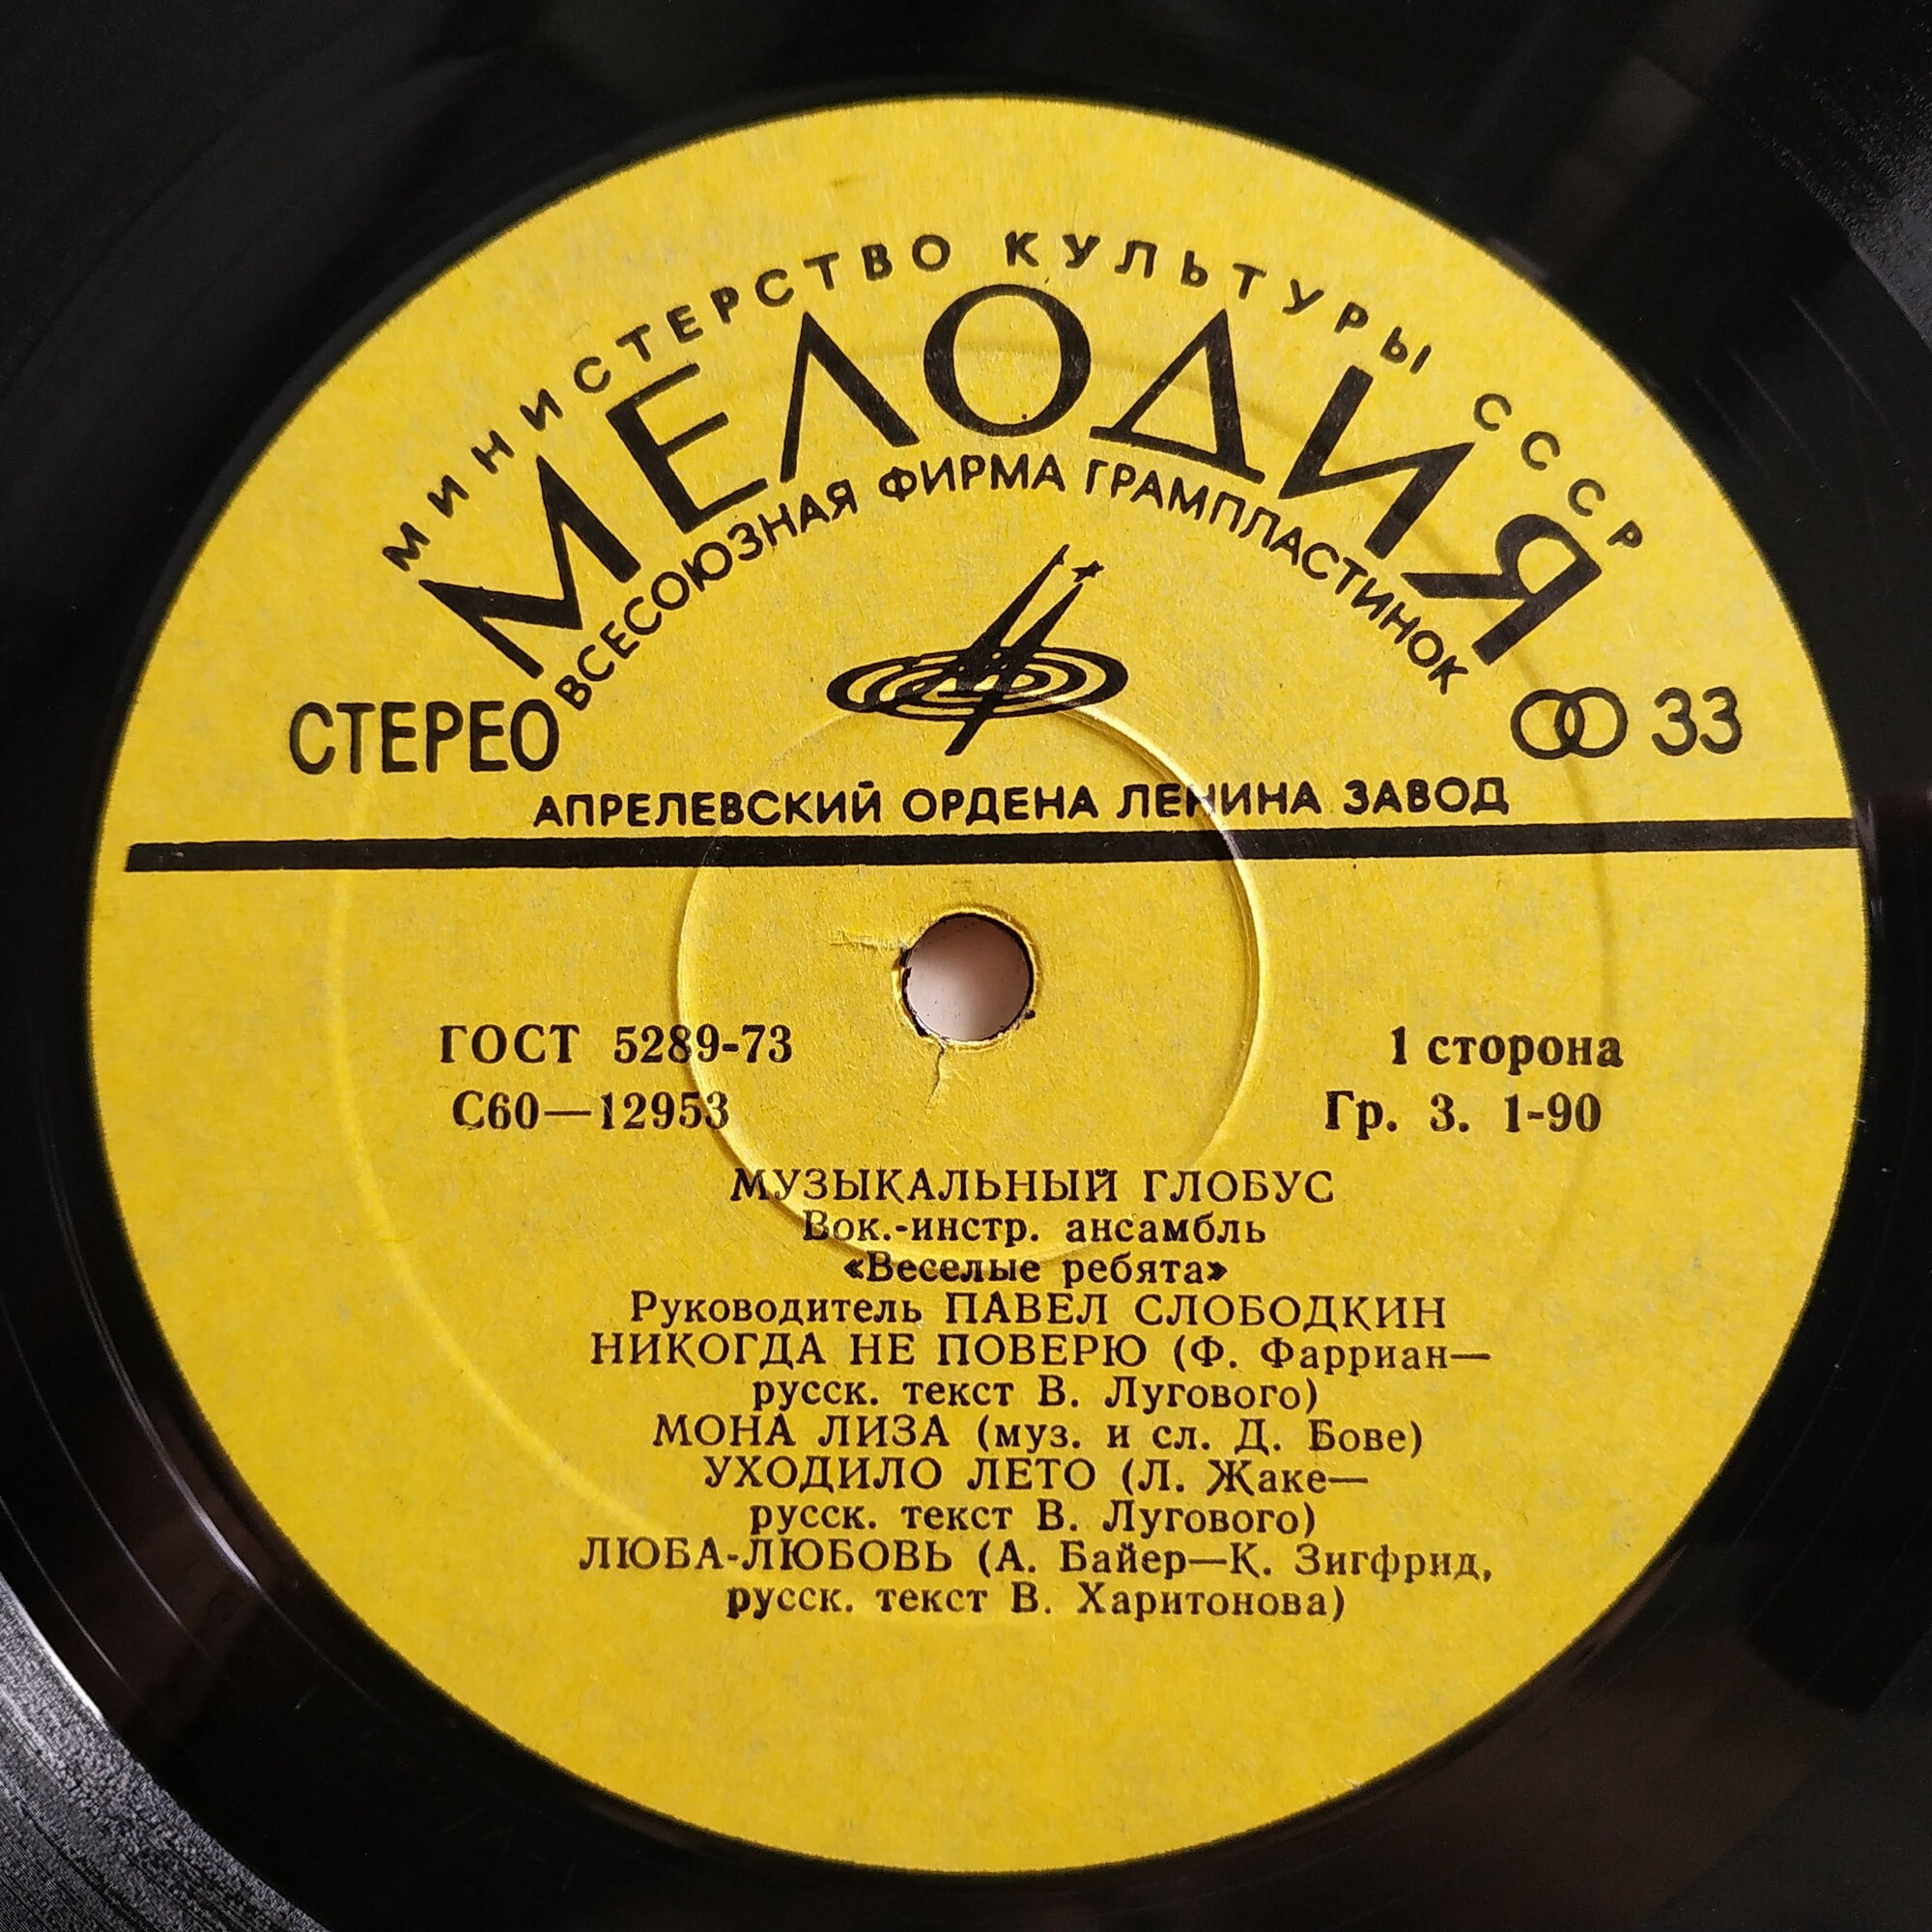 МИНИСТЕРСТВО КУЛЬТУРЫ СССР
МЕЛОДИЯ
ВСЕСОЮЗНАЯ ФИРМА ГРАМПЛАСТИНОК
СТЕРЕО
33
АПРЕЛЕВСКИЙ ОРДЕНА ЛЕНИНА ЗАВОД
ГОСТ 5289-73
1 сторона
С60—12953
Гр. 3. 1-90
МУЗЫКАЛЬНЫЙ ГЛОБУС
Вок.-инстр. ансамбль
«Веселые ребята»
Руководитель ПАВЕЛ СЛОБОДКИН
НИКОГДА НЕ ПОВЕРЮ (Ф. Фарриан—
русск. текст В. Лугового)
МОНА ЛИЗА (муз. и сл. Д. Бове)
УХОДИЛО ЛЕТО (Л. Жаке—
русск. текст В. Лугового)
ЛЮБА-ЛЮБОВЬ (А. Байер—К. Зигфрид,
русск. текст В. Харитонова)